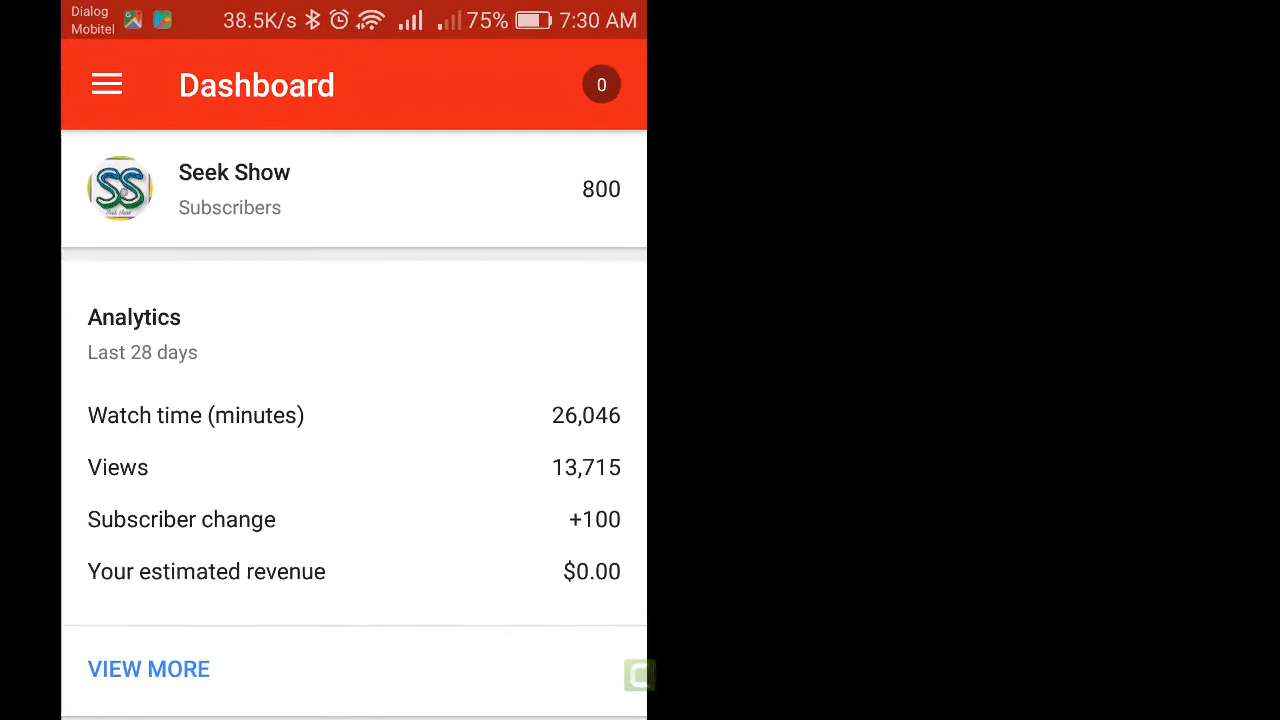 Dialog
Mobitel
38.5K/s 75% 7:30 AM
Dashboard 0
Seek Show
Subscribers 800
Analytics
Last 28 days
Watch time (minutes) 26,046
Views 13,715
Subscriber change +100
Your estimated revenue $0.00
VIEW MORE